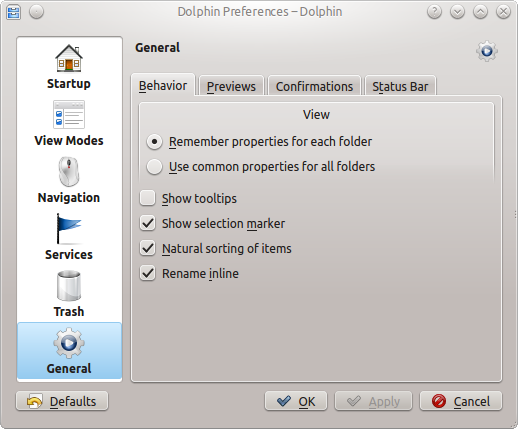 Dolphin Preferences – Dolphin
General
Startup
View Modes
Navigation
Services
Trash
General
Behavior
Previews
Confirmations
Status Bar
View
Remember properties for each folder
Use common properties for all folders
Show tooltips
Show selection marker
Natural sorting of items
Rename inline
Defaults
OK
Apply
Cancel